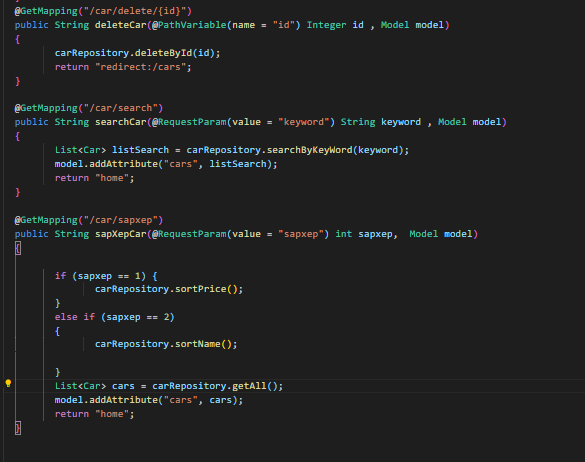 @GetMapping("/car/delete/{id}")
public String deleteCar(@PathVariable(name = "id") Integer id , Model model)
{
carRepository.deleteById(id);
return "redirect:/cars";
}
@GetMapping("/car/search")
public String searchCar(@RequestParam(value = "keyword") String keyword , Model model)
{
List<Car> listSearch = carRepository.searchByKeyWord(keyword);
model.addAttribute("cars", listSearch);
return "home";
}
@GetMapping("/car/sapxep")
public String sapXepCar(@RequestParam(value = "sapxep") int sapxep,  Model model)
{
if (sapxep == 1) {
carRepository.sortPrice();
}
else if (sapxep == 2)
{
carRepository.sortName();
}
List<Car> cars = carRepository.getAll();
model.addAttribute("cars", cars);
return "home";
}